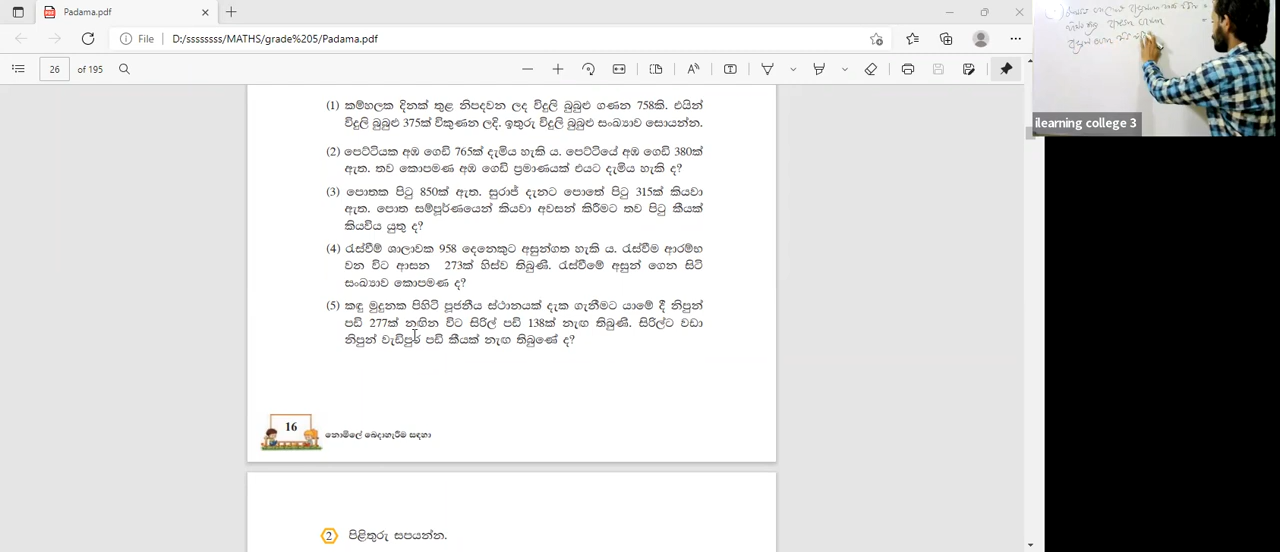 Padama.pdf
File
D:/ssssssss/MATHS/grade%205/Padama.pdf
26 of 195
(1) කම්හලක දිනක් තුළ නිපදවන ලද විදුලි බුබුළු ගණන 758කි. එයින්
විදුලි බුබුළු 375ක් විකුණන ලදි. ඉතුරු විදුලි බුබුළු සංඛ්‍යාව සොයන්න.
(2) පෙට්ටියක අඹ ගෙඩි 765ක් දැමිය හැකි ය. පෙට්ටියේ අඹ ගෙඩි 380ක්
ඇත. තව කොපමණ අඹ ගෙඩි ප්‍රමාණයක් එයට දැමිය හැකි ද?
(3) පොතක පිටු 850ක් ඇත. සුරාජ් දැනට පොතේ පිටු 315ක් කියවා
ඇත. පොත සම්පූර්ණයෙන් කියවා අවසන් කිරීමට තව පිටු කීයක්
කියවිය යුතු ද?
(4) රැස්වීම් ශාලාවක 958 දෙනෙකුට අසුන්ගත හැකි ය. රැස්වීම ආරම්භ
වන විට ආසන 273ක් හිස්ව තිබුණි. රැස්වීමේ අසුන් ගෙන සිටි
සංඛ්‍යාව කොපමණ ද?
(5) කඳු මුදුනක පිහිටි පූජනීය ස්ථානයක් දැක ගැනීමට යාමේ දී නිපුන්
පඩි 277ක් නඟින විට සිරිල් පඩි 138ක් නැඟ තිබුණි. සිරිල්ට වඩා
නිපුන් වැඩිපුර පඩි කීයක් නැඟ තිබුණේ ද?
16
නොමිලේ බෙදාහැරීම සඳහා
2 පිළිතුරු සපයන්න.
ilearning college 3